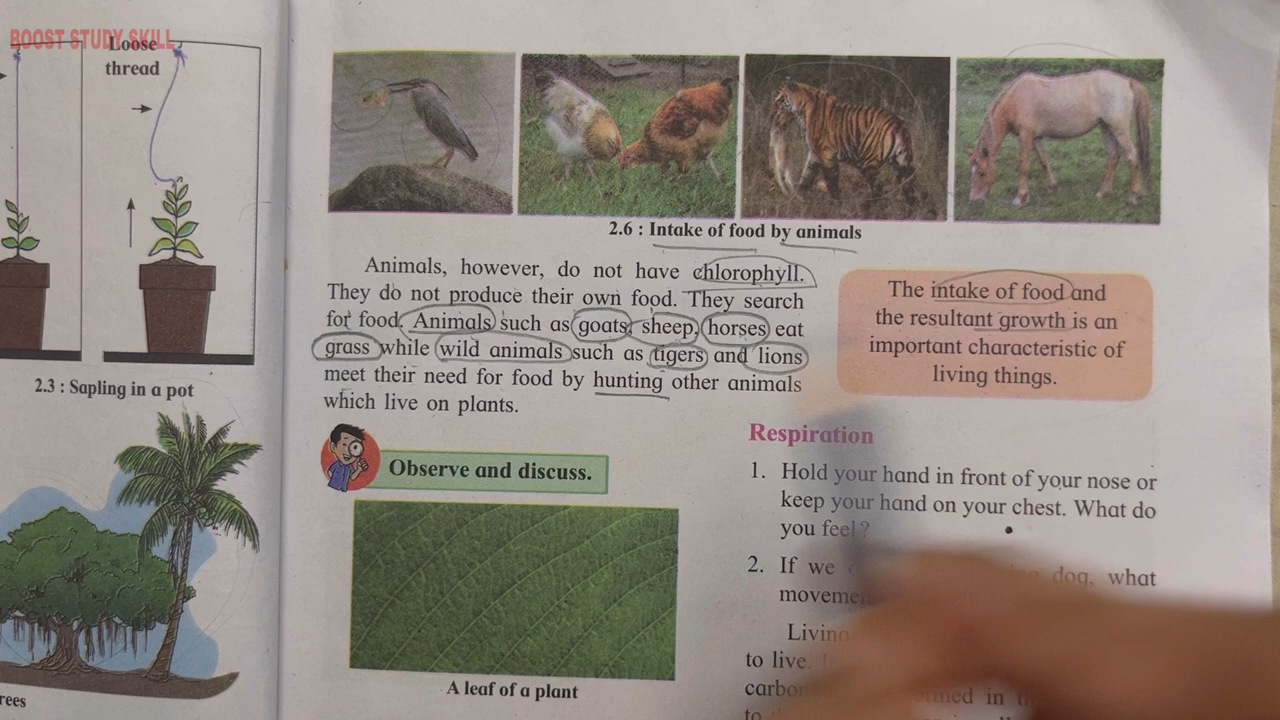 BOOST STUDY SKILL
Loose
thread
2.3 : Sapling in a pot
rees
2.6 : Intake of food by animals
Animals, however, do not have chlorophyll.
They do not produce their own food. They search
for food. Animals such as goats, sheep, horses eat
grass while wild animals such as tigers and lions
meet their need for food by hunting other animals
which live on plants.
The intake of food and
the resultant growth is an
important characteristic of
living things.
Observe and discuss.
A leaf of a plant
Respiration
1. Hold your hand in front of your nose or
keep your hand on your chest. What do
you feel?
2. If we dog, what
Living
to live.
in
to